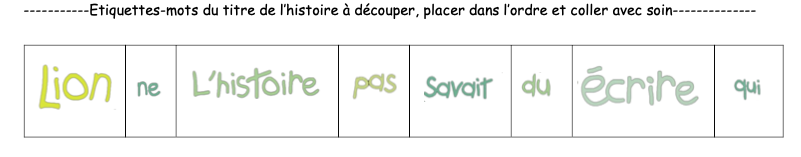 -----------Etiquettes-mots du titre de l’histoire à découper, placer dans l’ordre et coller avec soin--------------
Lion ne L'histoire pas Savait du écrire qui